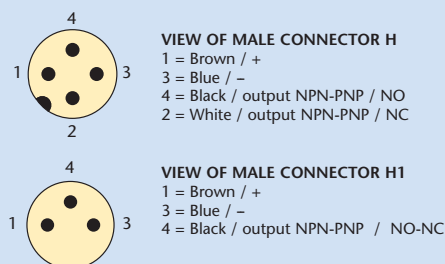 4
1
3
2
VIEW OF MALE CONNECTOR H
1 = Brown / +
3 = Blue / –
4 = Black / output NPN-PNP / NO
2 = White / output NPN-PNP / NC
4
1
3
VIEW OF MALE CONNECTOR H1
1 = Brown / +
3 = Blue / –
4 = Black / output NPN-PNP / NO-NC